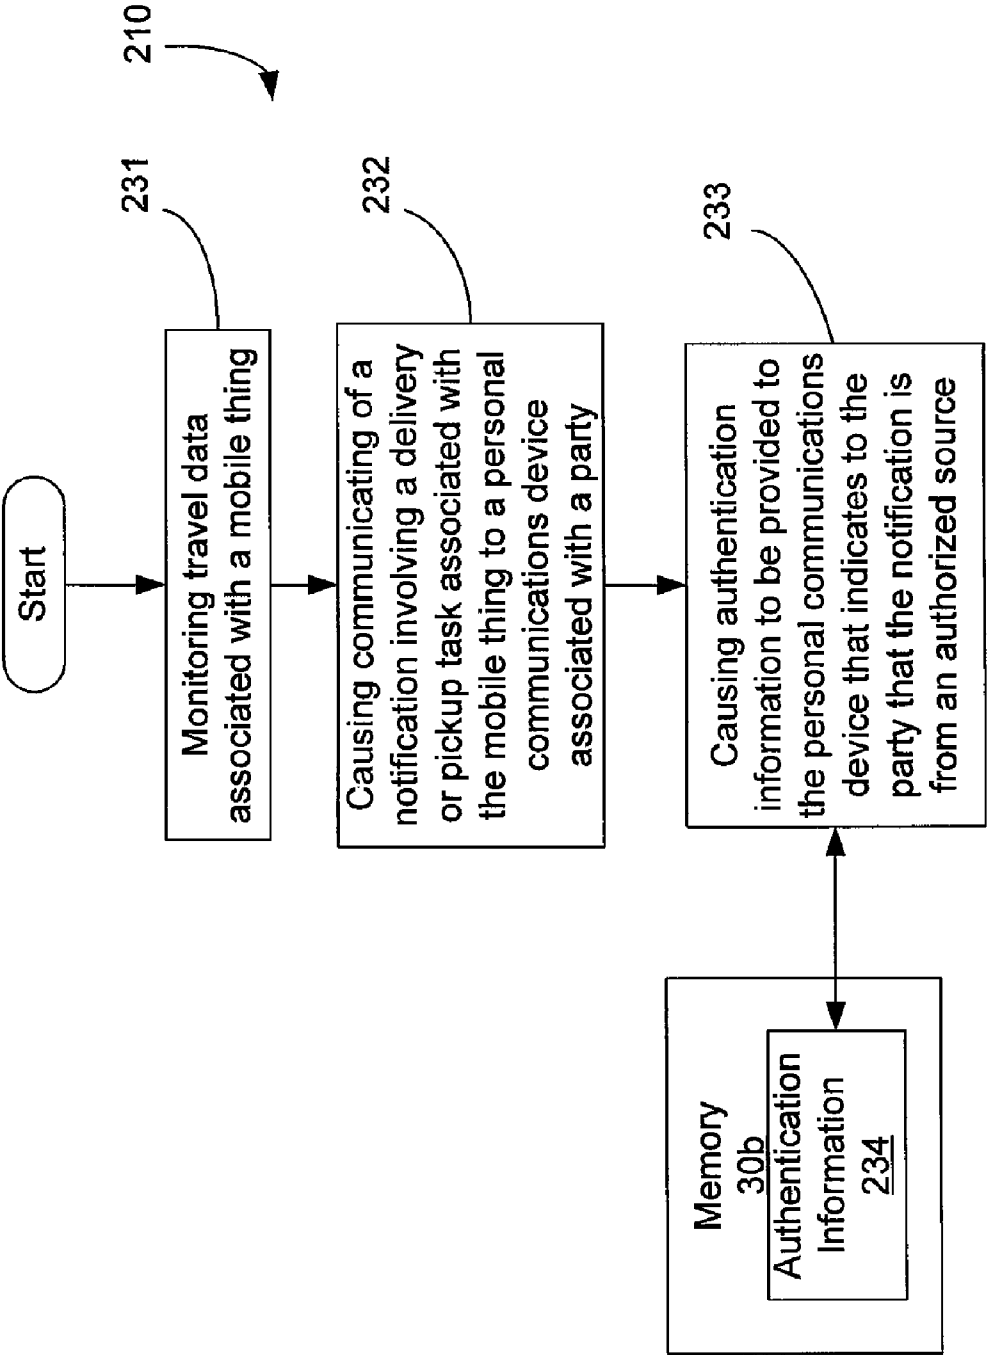 210
Start
231
Monitoring travel data
associated with a mobile thing
232
Causing communicating of a
notification involving a delivery
or pickup task associated with
the mobile thing to a personal
communications device
associated with a party
233
Causing authentication
information to be provided to
the personal communications
device that indicates to the
party that the notification is
from an authorized source
Memory
30b
Authentication
Information
234